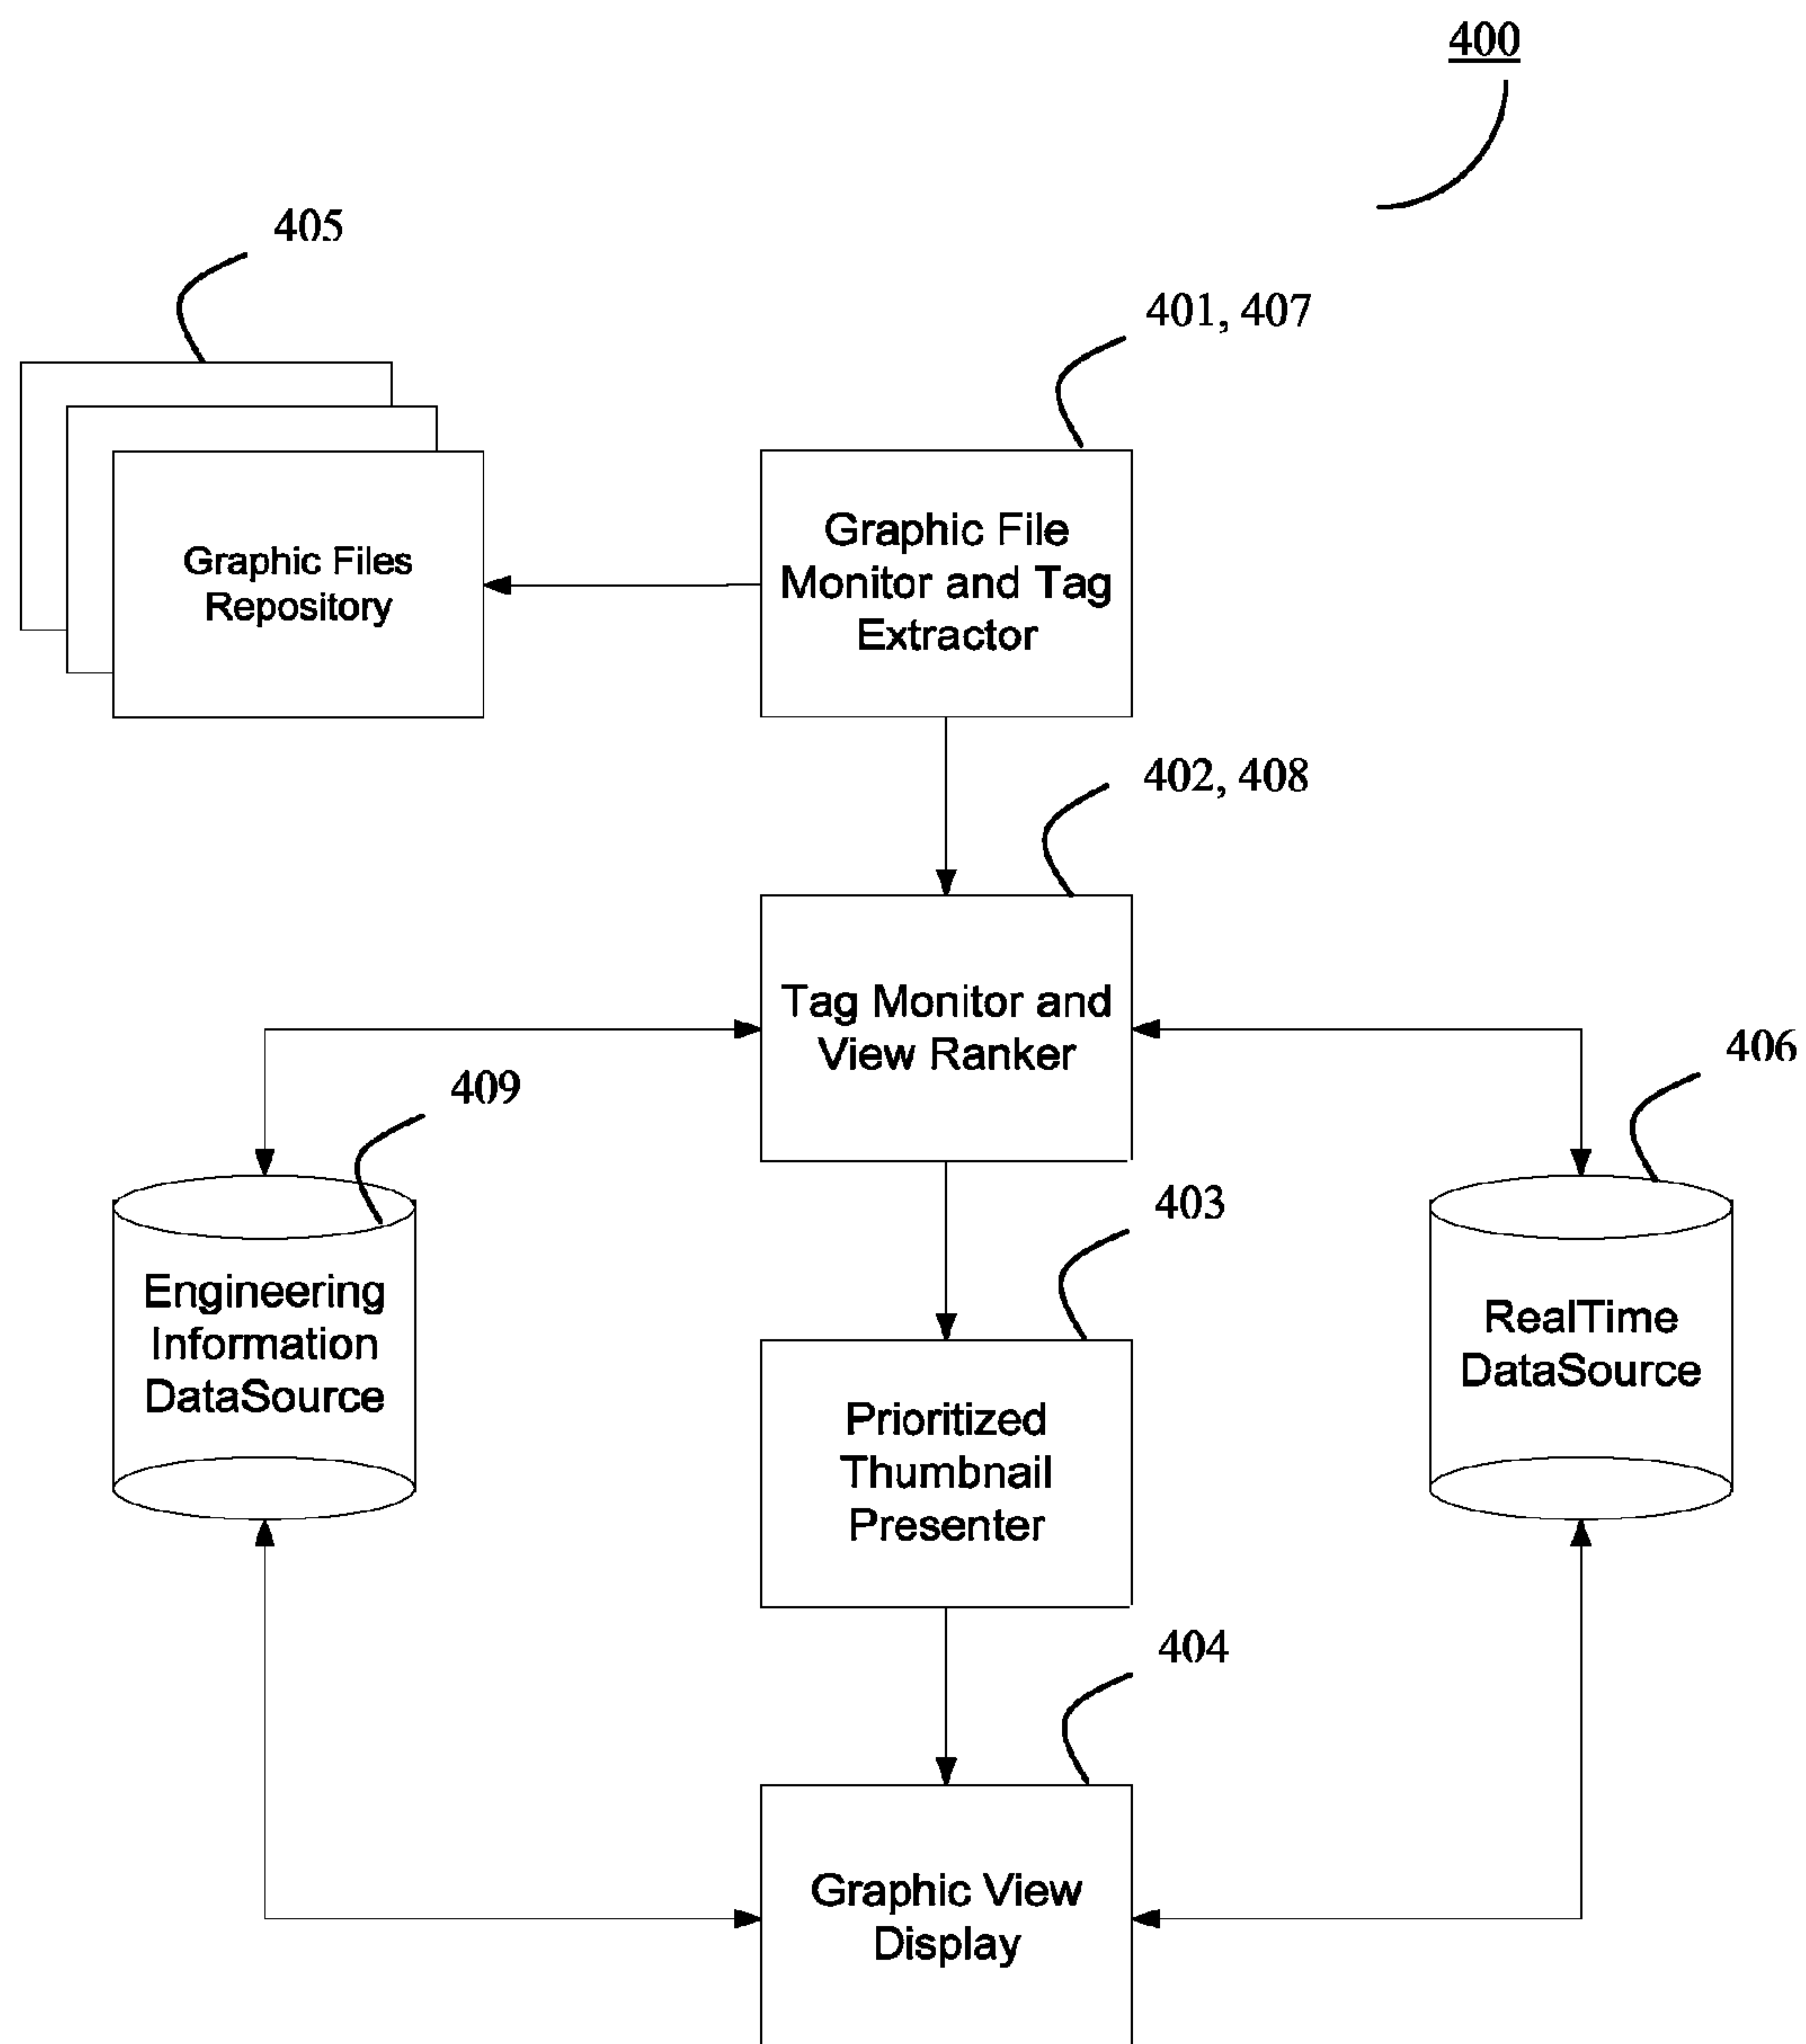 400
405
401, 407
Graphic Files
Repository
Graphic File
Monitor and Tag
Extractor
402, 408
Tag Monitor and
View Ranker
409
406
Engineering
Information
DataSource
403
RealTime
DataSource
Prioritized
Thumbnail
Presenter
404
Graphic View
Display